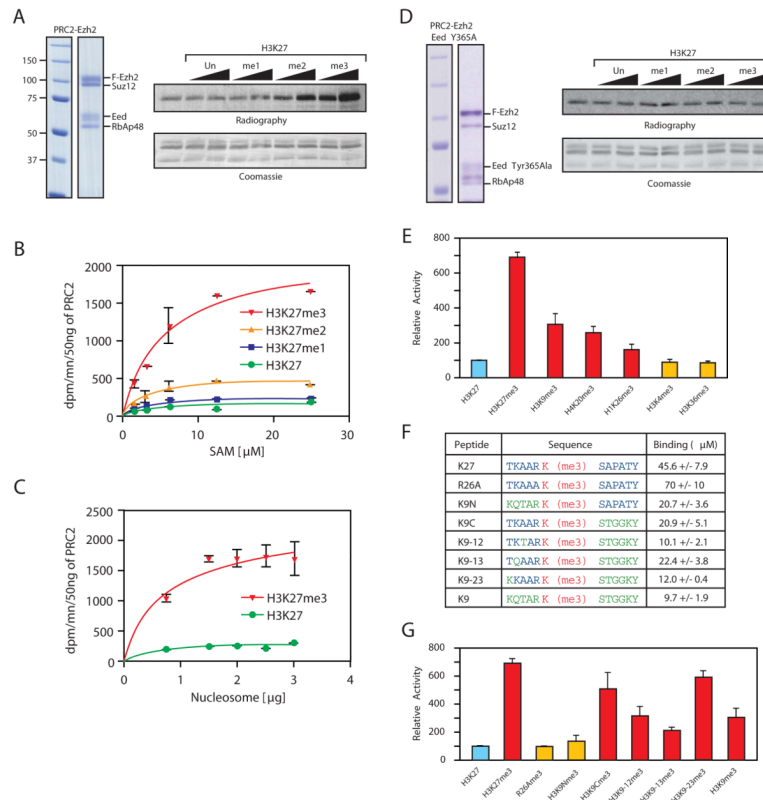 A
PRC2-Ezh2
150
100
75
50
37
F-Ezh2
Suz12
Eed
RbAp48
H3K27
Un me1 me2 me3
Radiography
Coomassie
D
PRC2-Ezh2
Eed Y365A
F-Ezh2
Suz12
Eed Tyr365Ala
RbAp48
H3K27
Un me1 me2 me3
Radiography
Coomassie
B
dpm/mn/50ng of PRC2
2000
1500
1000
500
0
0 10 20 30
SAM [ µM]
H3K27me3
H3K27me2
H3K27me1
H3K27
C
dpm/mn/50ng of PRC2
2500
2000
1500
1000
500
0
0 1 2 3 4
Nucleosome [ µg]
H3K27me3
H3K27
E
Relative Activity
800
600
400
200
0
H3K27
H3K27me3
H3K9me3
H4K20me3
H1K26me3
H3K4me3
H3K36me3
F
Peptide Sequence Binding ( µM)
K27 TKAARK (me3) SAPATY 45.6 +/- 7.9
R26A TKAAAK (me3) SAPATY 70 +/- 10
K9N KQTARK (me3) SAPATY 20.7 +/- 3.6
K9C TKAARK (me3) STGGKY 20.9 +/- 5.1
K9-12 TKTARK (me3) STGGKY 10.1 +/- 2.1
K9-13 TQAARK (me3) STGGKY 22.4 +/- 3.8
K9-23 KKAARK (me3) STGGKY 12.0 +/- 0.4
K9 KQTARK (me3) STGGKY 9.7 +/- 1.9
G
Relative Activity
800
600
400
200
0
H3K27
H3K27me3
R26Ame3
H3K9Nme3
H3K9Cme3
H3K9-12me3
H3K9-13me3
H3K9-23me3
H3K9me3